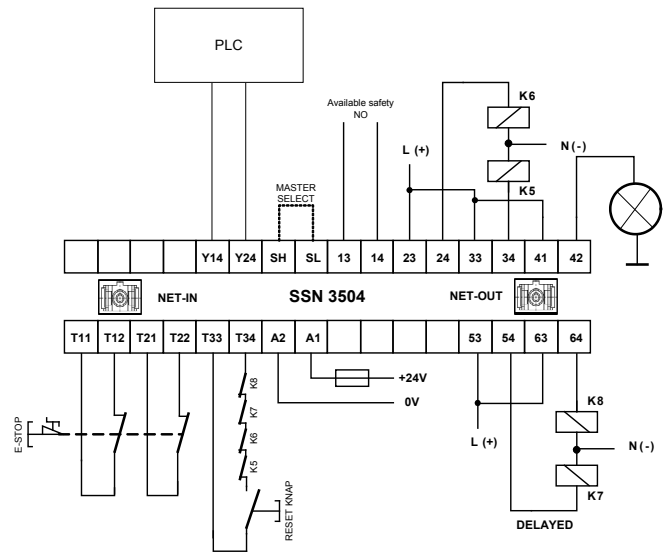 PLC
K6
Available safety
NO
L (+)
N (-)
K5
MASTER
SELECT
Y14 Y24 SH SL 13 14 23 24 33 34 41 42
NET-IN SSN 3504 NET-OUT
T11 T12 T21 T22 T33 T34 A2 A1 53 54 63 64
+24V
0V
K8
K7
K6
K5
E-STOP
RESET KNAP
L (+)
K8
N (-)
K7
DELAYED